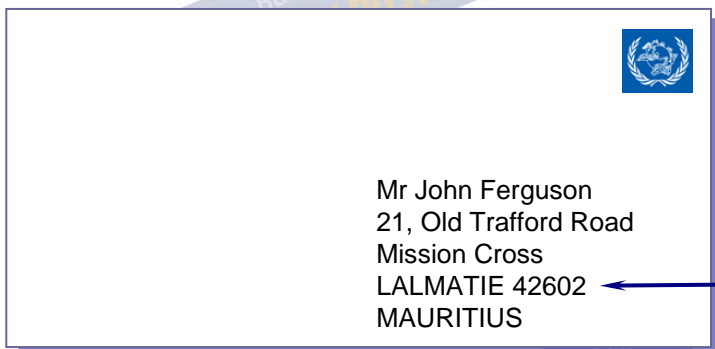 Mr John Ferguson
21, Old Trafford Road
Mission Cross
LALMATIE 42602
MAURITIUS